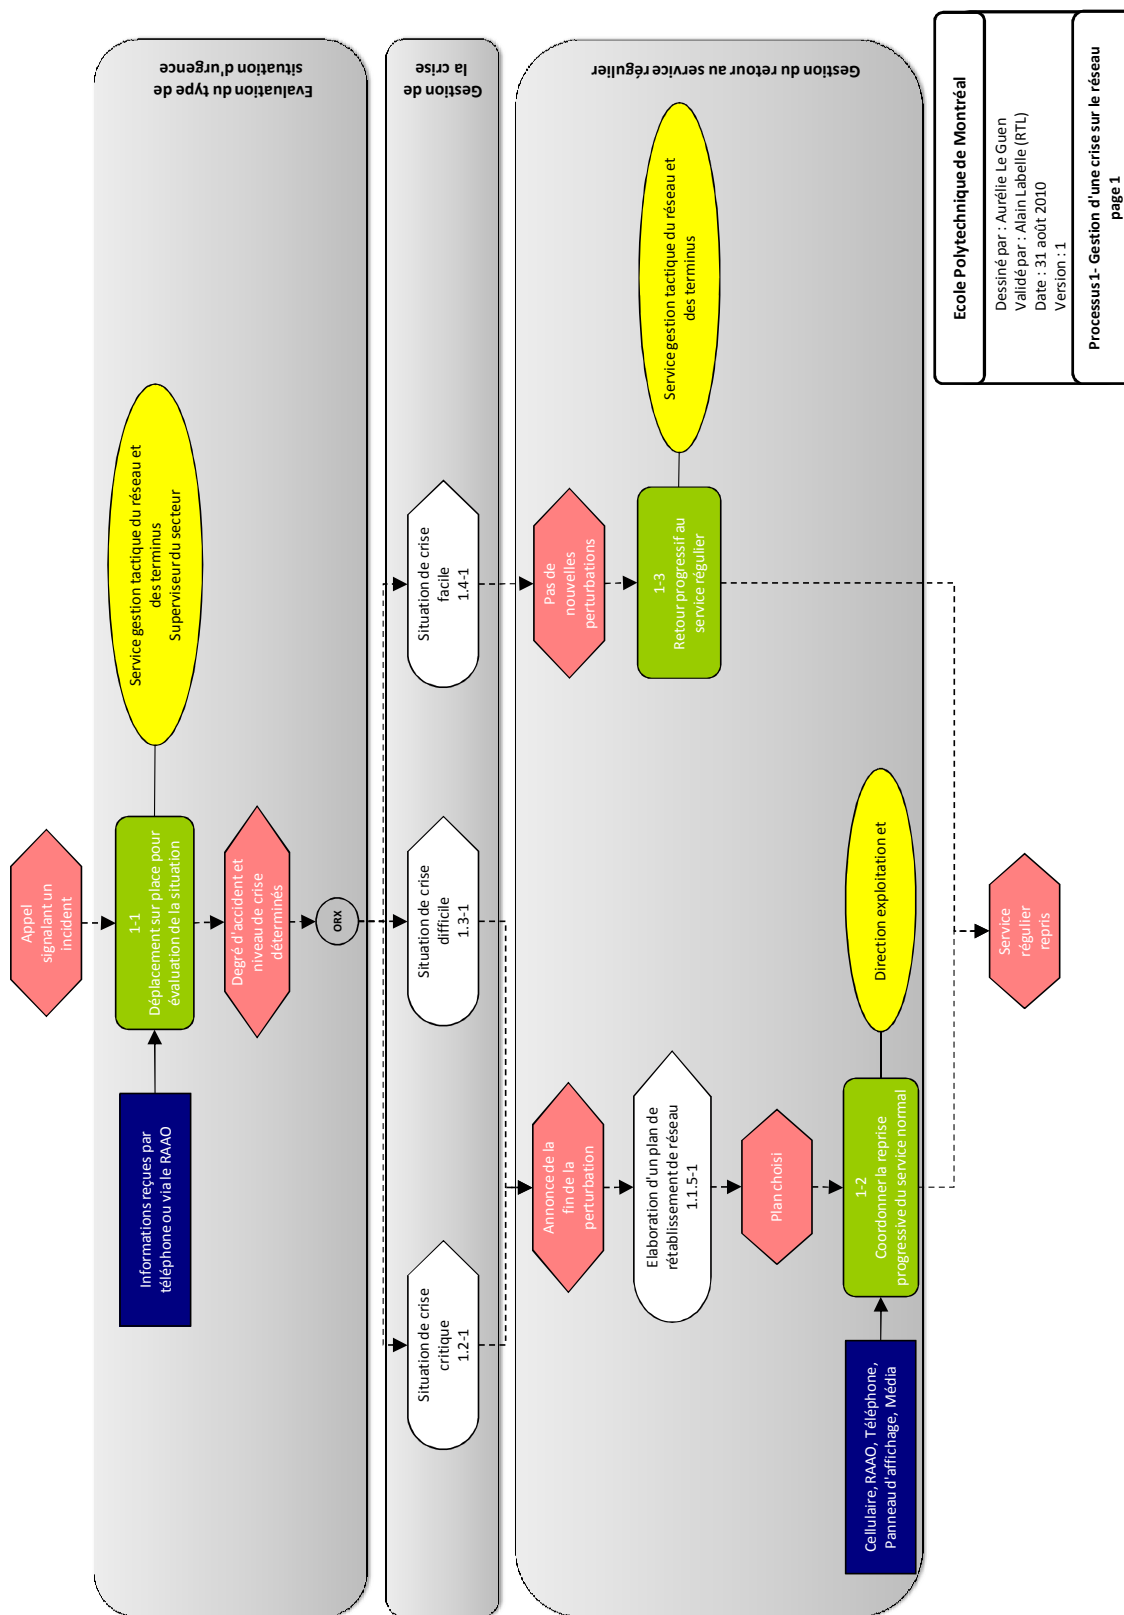 Evaluation du type de
situation d'urgence
Appel
signalant un
incident
Informations reçues par
téléphone ou via le RAAO
1-1
Déplacement sur place pour
évaluation de la situation
Service gestion tactique du réseau et
des terminus
Superviseur du secteur
Degré d'accident et
niveau de crise
déterminés
ORX
Gestion de
la crise
Situation de crise
critique
1.2-1
Situation de crise
difficile
1.3-1
Situation de crise
facile
1.4-1
Gestion du retour au service régulier
Annonce de la
fin de la
perturbation
Elaboration d'un plan de
rétablissement de réseau
1.1.5-1
Plan choisi
Cellulaire, RAAO, Téléphone,
Panneau d'affichage, Média
1-2
Coordonner la reprise
progressive du service normal
Direction exploitation et
Pas de
nouvelles
perturbations
1-3
Retour progressif au
service régulier
Service gestion tactique du réseau et
des terminus
Service
régulier
repris
Ecole Polytechnique de Montréal
Dessiné par : Aurélie Le Guen
Validé par : Alain Labelle (RTL)
Date : 31 août 2010
Version : 1
Processus 1- Gestion d'une crise sur le réseau
page 1